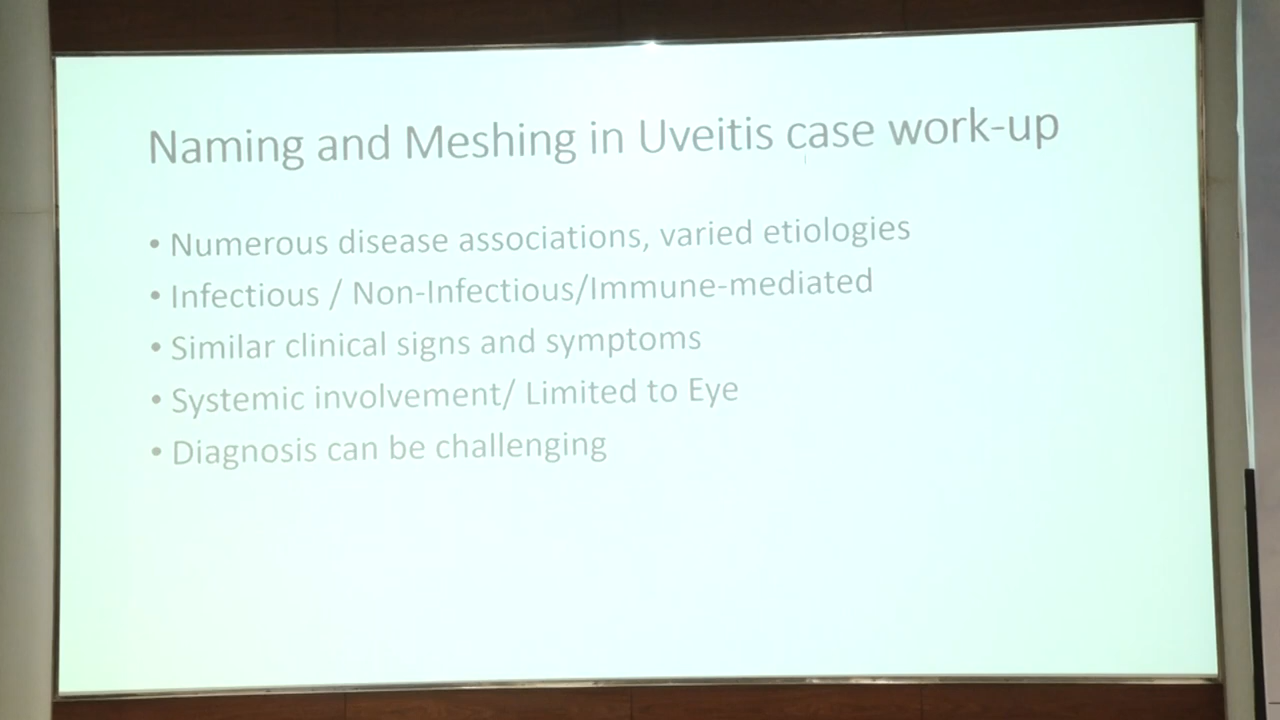 Naming and Meshing in Uveitis case work-up
• Numerous disease associations, varied etiologies
• Infectious / Non-Infectious/Immune-mediated
• Similar clinical signs and symptoms
• Systemic involvement/ Limited to Eye
• Diagnosis can be challenging